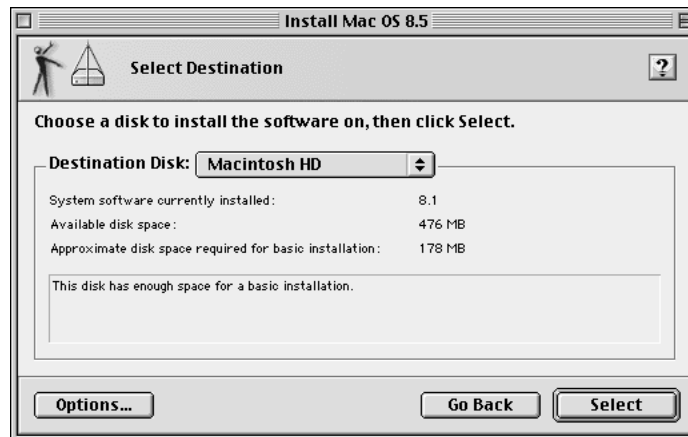 Install Mac OS 8.5
Select Destination
?
Choose a disk to install the software on, then click Select.
Destination Disk: Macintosh HD
System software currently installed: 8.1
Available disk space: 476 MB
Approximate disk space required for basic installation: 178 MB
This disk has enough space for a basic installation.
Options... Go Back Select